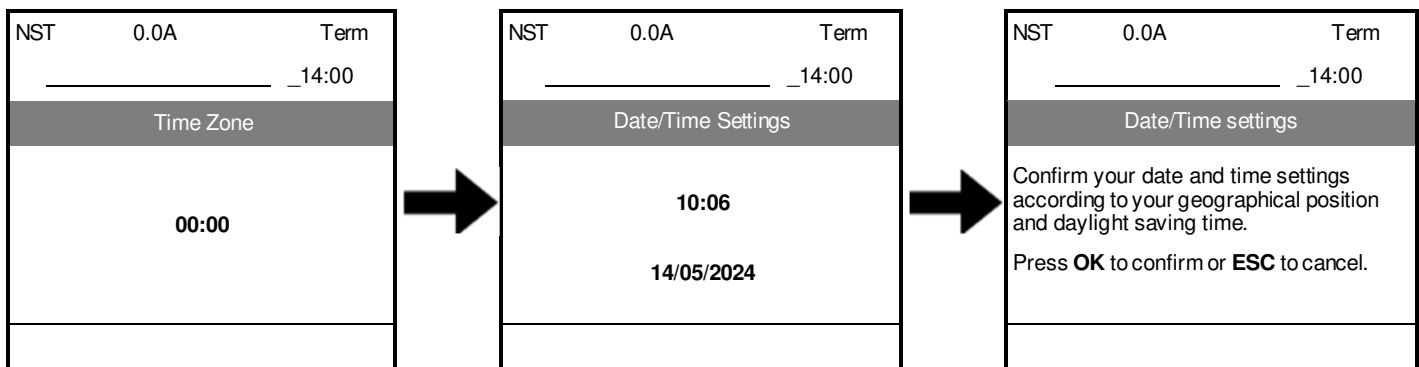 NST 0.0A Term
_14:00
Time Zone
00:00
NST 0.0A Term
_14:00
Date/Time Settings
10:06
14/05/2024
NST 0.0A Term
_14:00
Date/Time settings
Confirm your date and time settings
according to your geographical position
and daylight saving time.
Press OK to confirm or ESC to cancel.